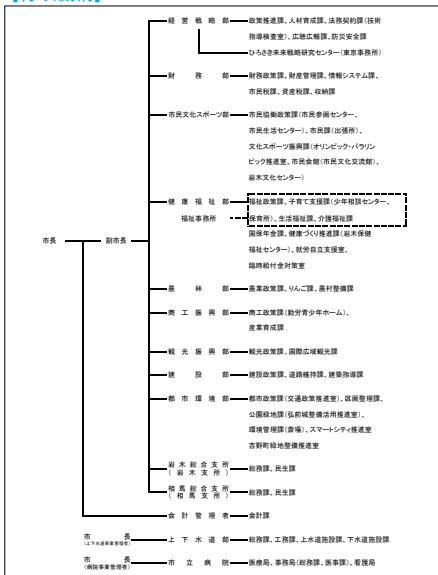 経営戦略部 政策推進課、人材育成課、法務契約課(技術
指導検査室)、広聴広報課、防災安全課
ひろさき未来戦略研究センター(東京事務所)
財務部 財務政策課、財産管理課、情報システム課、
市民税課、資産税課、収納課
市民文化スポーツ部 市民協働政策課(市民参画センター、
市民生活センター)、市民課(出張所)、
文化スポーツ振興課(オリンピック・パラリン
ピック推進室、市民会館(市民文化交流館)、
岩木文化センター)
健康福祉部 福祉政策課、子育て支援課(少年相談センター、
福祉事務所 保育所)、生活福祉課、介護福祉課
国保年金課、健康づくり推進課(岩木保健
福祉センター)、就労自立支援室、
臨時給付金対策室
市長 副市長
農林部 農業政策課、りんご課、農村整備課
商工振興部 商工政策課(勤労青少年ホーム)、
産業育成課
観光振興部 観光政策課、国際広域観光課
建設部 建設政策課、道路維持課、建築指導課
都市環境部 都市政策課(交通政策推進室)、区画整理課、
公園緑地課(弘前城整備活用推進室)、
環境管理課(斎場)、スマートシティ推進室
吉野町緑地整備推進室
岩木総合支所
(岩木支所) 総務課、民生課
相馬総合支所
(相馬支所) 総務課、民生課
会計管理者 会計課
市長
(上下水道事業管理者) 上下水道部 総務課、工務課、上水道施設課、下水道施設課
市長
(病院事業管理者) 市立病院 医療局、事務局(総務課、医事課)、看護局